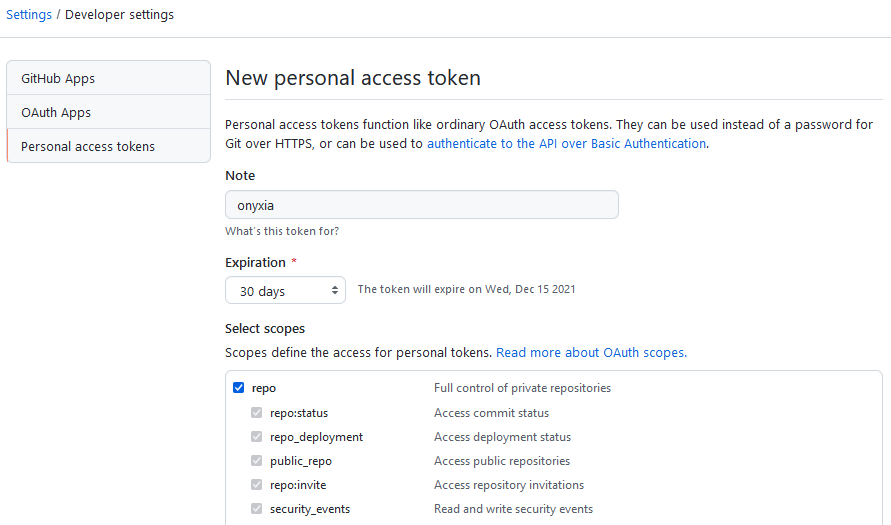 Settings / Developer settings
GitHub Apps
OAuth Apps
Personal access tokens
New personal access token
Personal access tokens function like ordinary OAuth access tokens. They can be used instead of a password for
Git over HTTPS, or can be used to authenticate to the API over Basic Authentication.
Note
onyxia
What's this token for?
Expiration *
30 days The token will expire on Wed, Dec 15 2021
Select scopes
Scopes define the access for personal tokens. Read more about OAuth scopes.
repo Full control of private repositories
repo:status Access commit status
repo_deployment Access deployment status
public_repo Access public repositories
repo:invite Access repository invitations
security_events Read and write security events